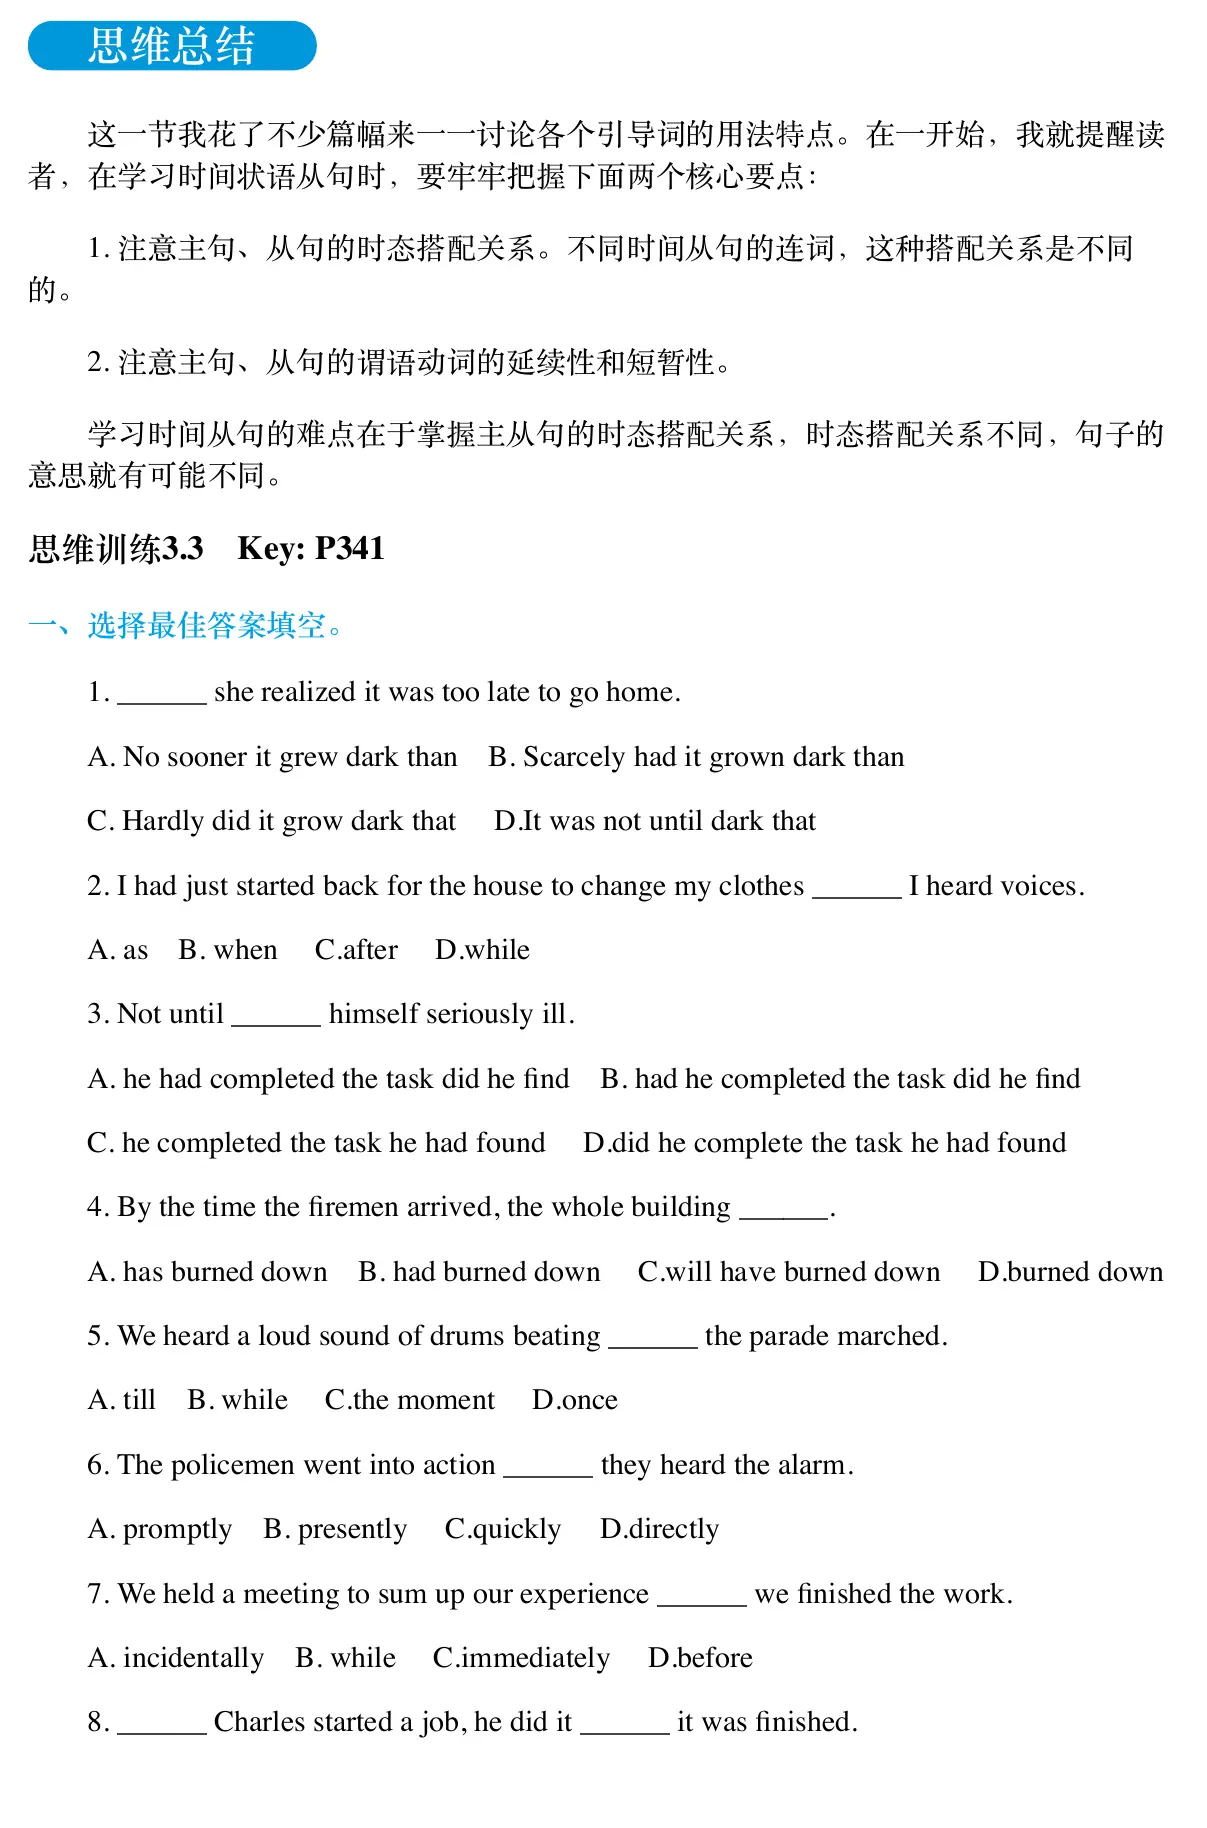 思维总结
这一节我花了不少篇幅来一一讨论各个引导词的用法特点。在一开始，我就提醒读
者，在学习时间状语从句时，要牢牢把握下面两个核心要点：
1. 注意主句、从句的时态搭配关系。不同时间从句的连词，这种搭配关系是不同
的。
2. 注意主句、从句的谓语动词的延续性和短暂性。
学习时间从句的难点在于掌握主从句的时态搭配关系，时态搭配关系不同，句子的
意思就有可能不同。
思维训练3.3 Key: P341
一、选择最佳答案填空。
1. ______ she realized it was too late to go home.
A. No sooner it grew dark than B. Scarcely had it grown dark than
C. Hardly did it grow dark that D.It was not until dark that
2. I had just started back for the house to change my clothes ______ I heard voices.
A. as B. when C.after D.while
3. Not until ______ himself seriously ill.
A. he had completed the task did he find B. had he completed the task did he find
C. he completed the task he had found D.did he complete the task he had found
4. By the time the firemen arrived, the whole building ______.
A. has burned down B. had burned down C.will have burned down D.burned down
5. We heard a loud sound of drums beating ______ the parade marched.
A. till B. while C.the moment D.once
6. The policemen went into action ______ they heard the alarm.
A. promptly B. presently C.quickly D.directly
7. We held a meeting to sum up our experience ______ we finished the work.
A. incidentally B. while C.immediately D.before
8. ______ Charles started a job, he did it ______ it was finished.